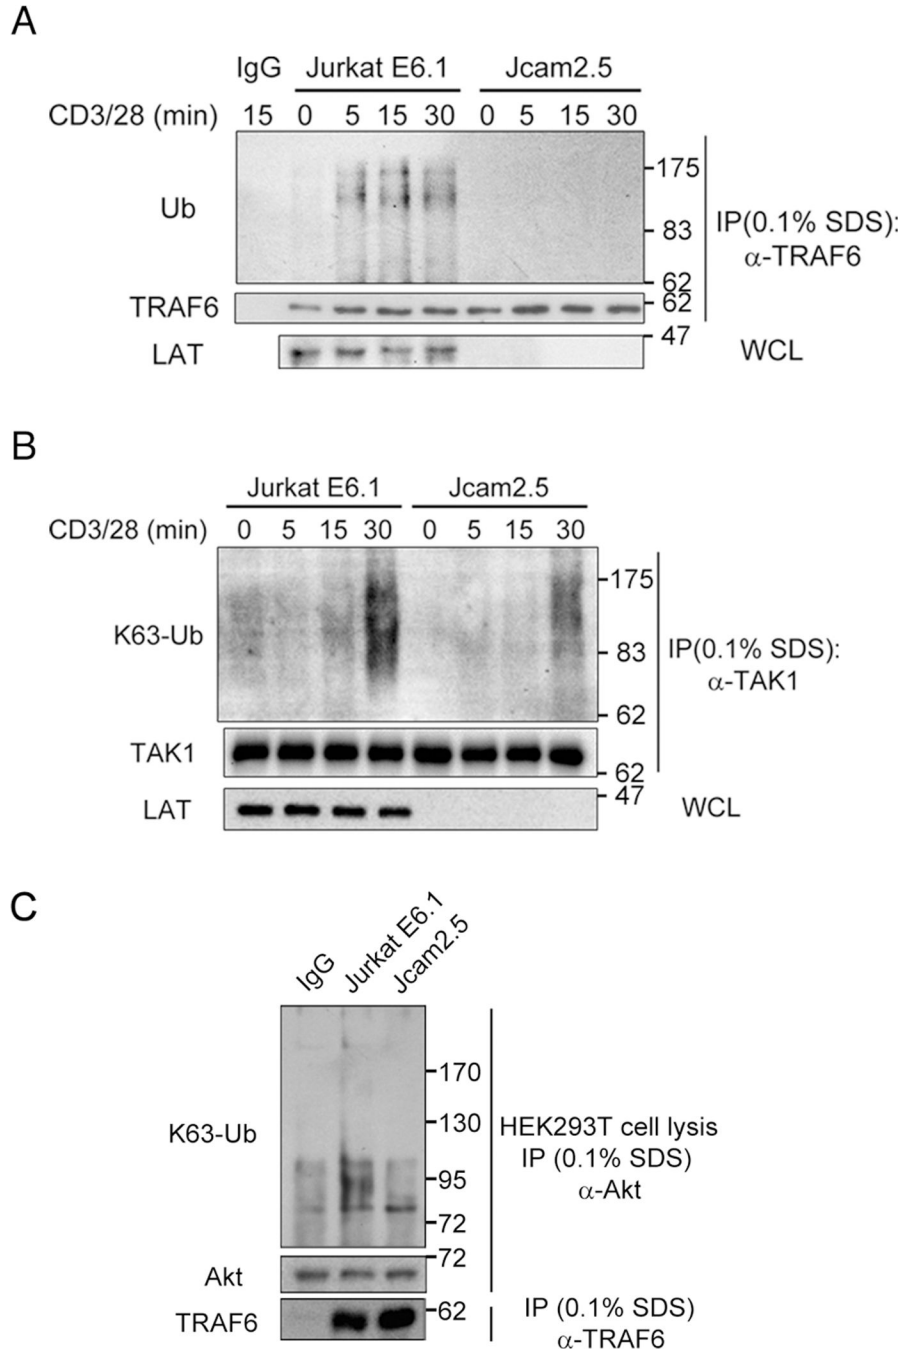 A
IgG Jurkat E6.1 Jcam2.5
CD3/28 (min) 15 0 5 15 30 0 5 15 30
175
Ub
83
IP(0.1% SDS):
α-TRAF6
62
TRAF6
62
47
LAT
WCL
B
Jurkat E6.1 Jcam2.5
CD3/28 (min) 0 5 15 30 0 5 15 30
175
K63-Ub
83
IP(0.1% SDS):
α-TAK1
62
TAK1
62
47
LAT
WCL
C
IgG Jurkat E6.1 Jcam2.5
170
130
K63-Ub
HEK293T cell lysis
IP (0.1% SDS)
α-Akt
95
72
72
Akt
TRAF6
62
IP (0.1% SDS)
α-TRAF6